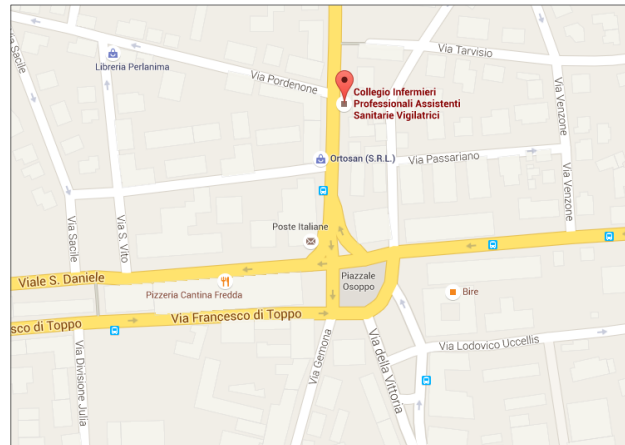 Via Sacile
Via Tarvisio
Libreria Perlanima
Via Pordenone
Via Venzone
Collegio Infermieri
Professionali Assistenti
Sanitarie Vigilatrici
Ortosan (S.R.L.)
Via Passariano
Via Venzone
Via Sacile
Via S. Vito
Poste Italiane
Viale S. Daniele
Piazzale
Osoppo
Pizzeria Cantina Fredda
Bire
sco di Toppo
Via Francesco di Toppo
Via Divisione Julia
Via Gemona
Via della Vittoria
Via Lodovico Uccellis